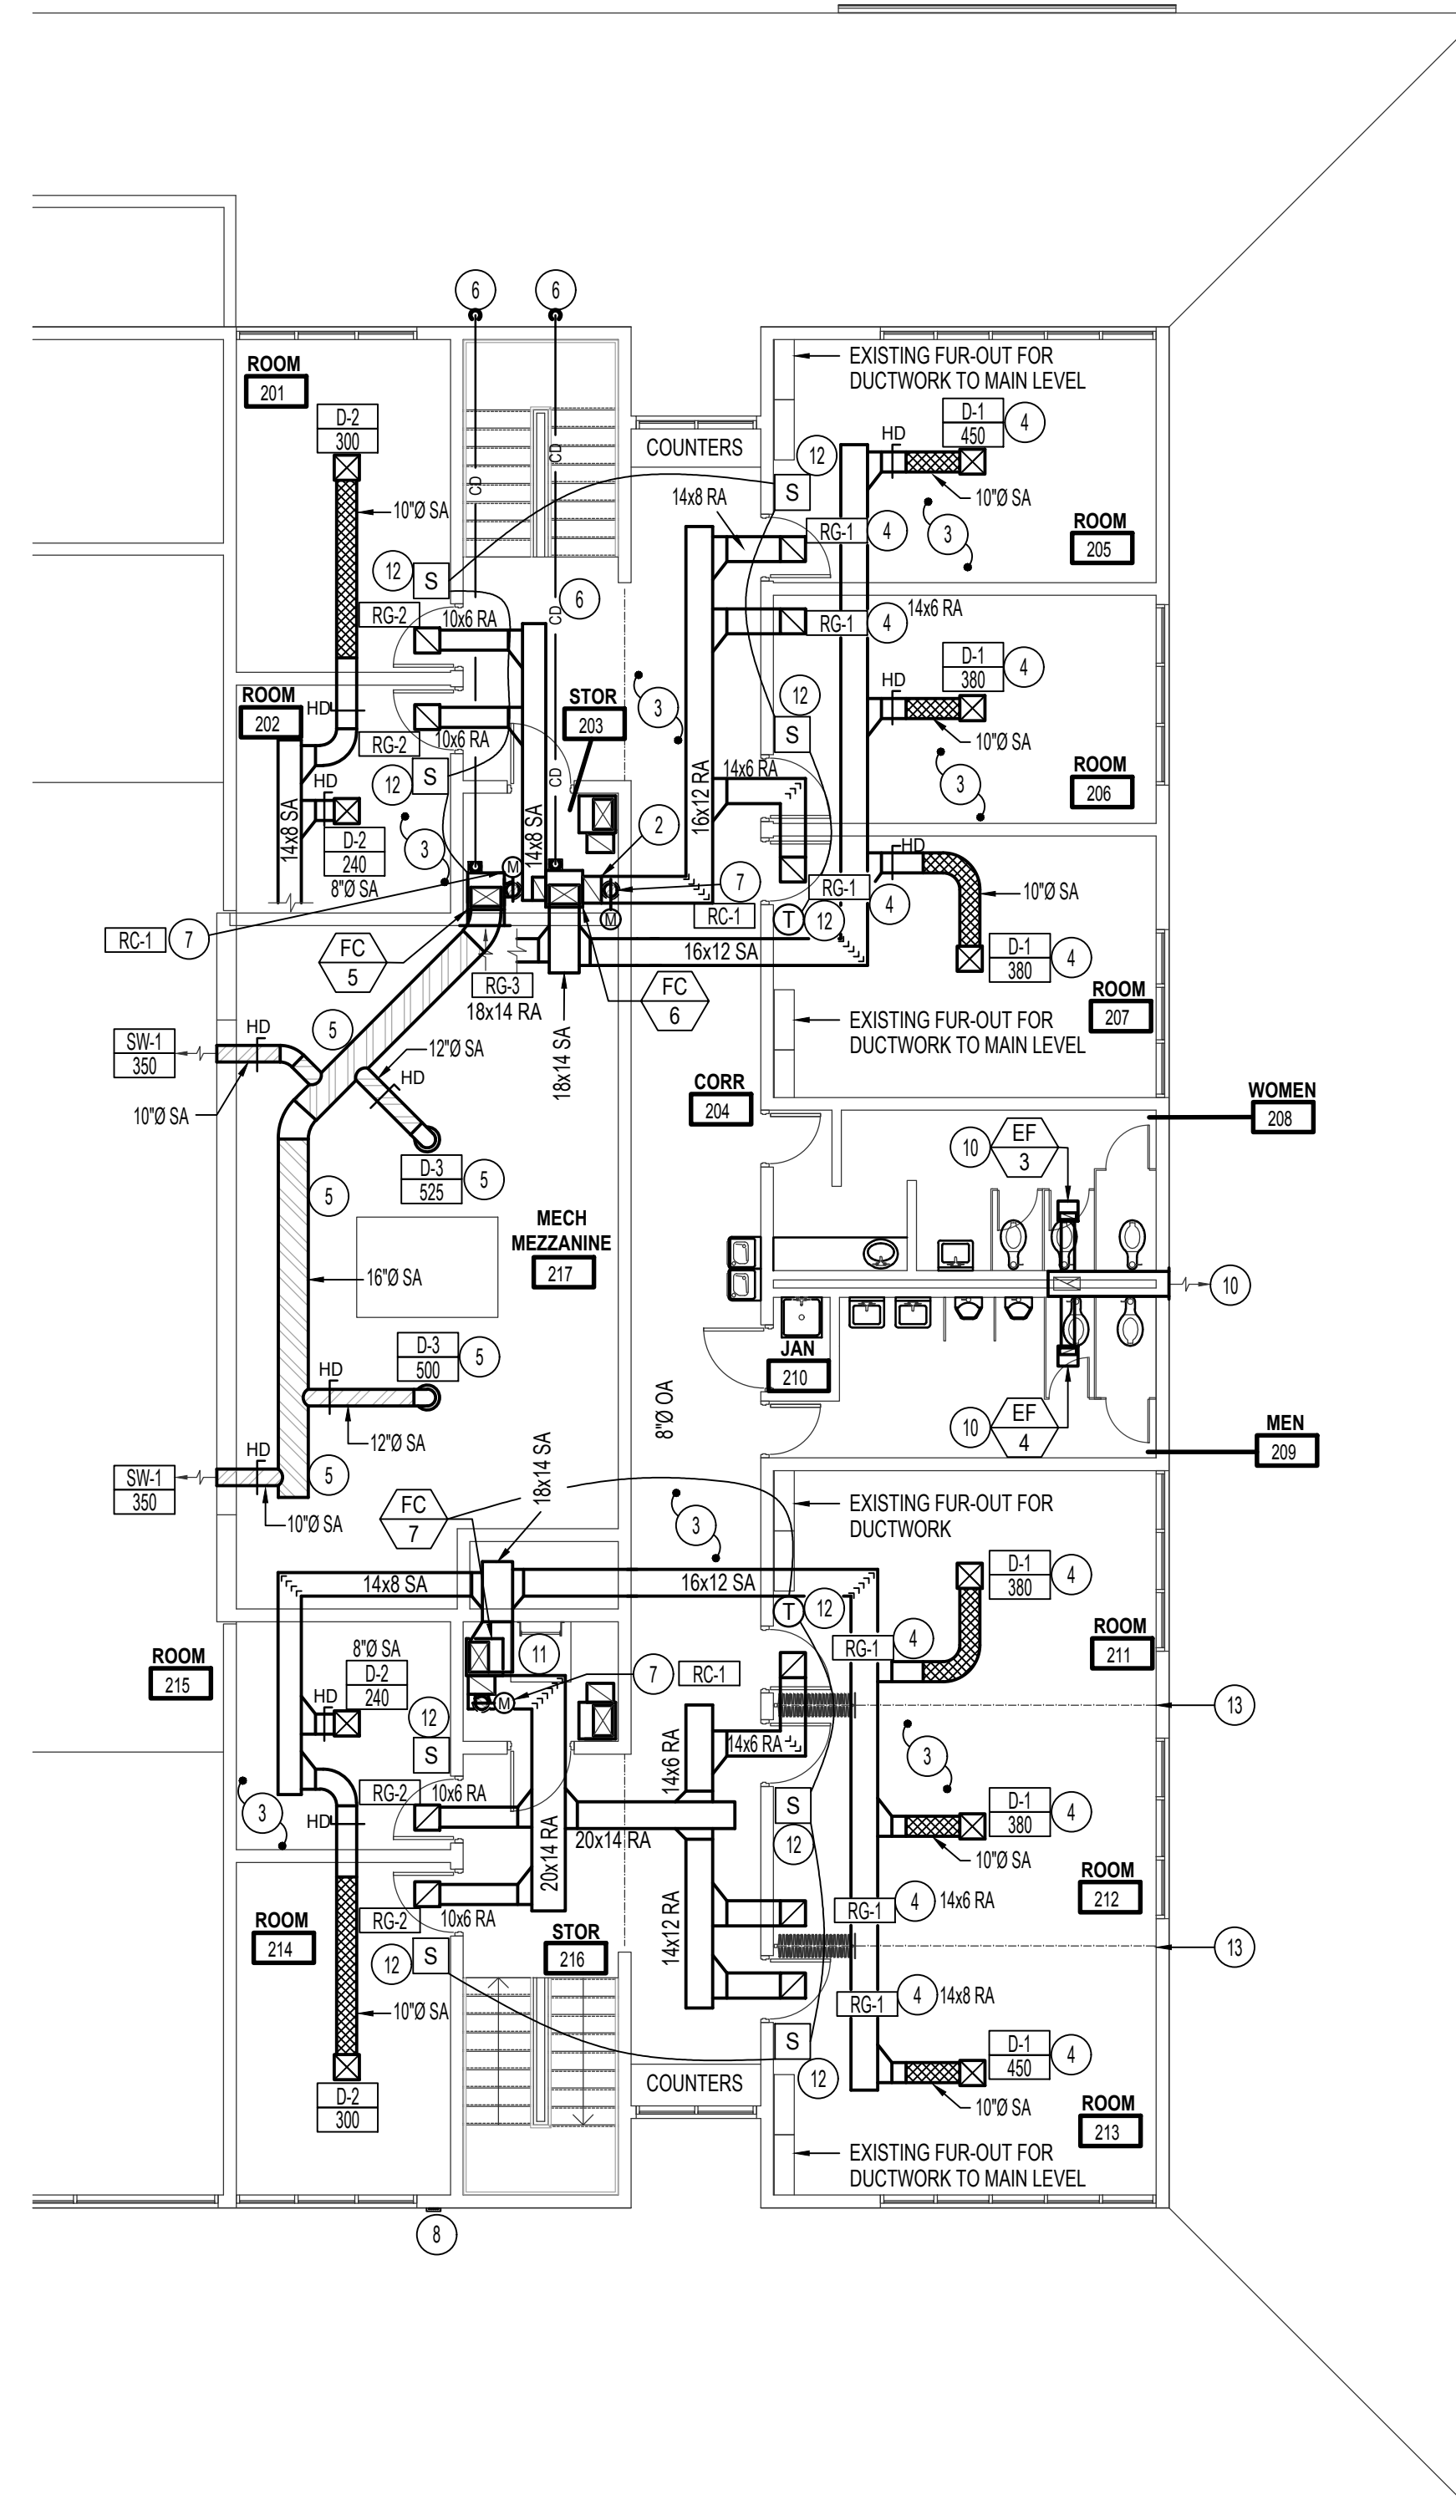 6
6
ROOM
201
D-2
300
10"Ø SA
CD
CD
COUNTERS
EXISTING FUR-OUT FOR
DUCTWORK TO MAIN LEVEL
D-1
450
4
HD
12
S
10"Ø SA
14x8 RA
RG-1
4
3
ROOM
205
12
S
6
RG-2
10x6 RA
CD
RG-1
4
14x6 RA
D-1
380
4
HD
ROOM
202
HD
STOR
203
3
12
S
10"Ø SA
RG-2
10x6 RA
12
S
HD
14x8 SA
CD
14x6 RA
3
ROOM
206
D-2
240
8"Ø SA
3
14x8 SA
16x12 RA
2
M
HD
7
RG-1
4
10"Ø SA
RC-1
M
T
12
RC-1
7
FC
5
16x12 SA
D-1
380
4
RG-3
18x14 RA
FC
6
ROOM
207
EXISTING FUR-OUT FOR
DUCTWORK TO MAIN LEVEL
5
HD
SW-1
350
12"Ø SA
HD
18x14 SA
10"Ø SA
CORR
204
WOMEN
208
10
EF
3
D-3
525
5
5
MECH
MEZZANINE
217
16"Ø SA
10
D-3
500
5
HD
JAN
210
8"Ø OA
12"Ø SA
10
EF
4
MEN
209
HD
SW-1
350
5
10"Ø SA
FC
7
18x14 SA
3
EXISTING FUR-OUT FOR
DUCTWORK
14x8 SA
16x12 SA
D-1
380
4
T
12
RG-1
4
ROOM
211
ROOM
215
8"Ø SA
D-2
240
HD
11
7
RC-1
M
12
S
13
14x6 RA
14x6 RA
3
RG-2
10x6 RA
S
12
D-1
380
4
3
HD
20x14 RA
20x14 RA
10"Ø SA
ROOM
212
RG-2
10x6 RA
RG-1
4
14x6 RA
ROOM
214
STOR
216
14x12 RA
12
S
13
10"Ø SA
RG-1
4
14x8 RA
S
12
D-1
450
4
COUNTERS
10"Ø SA
ROOM
213
D-2
300
EXISTING FUR-OUT FOR
DUCTWORK TO MAIN LEVEL
8